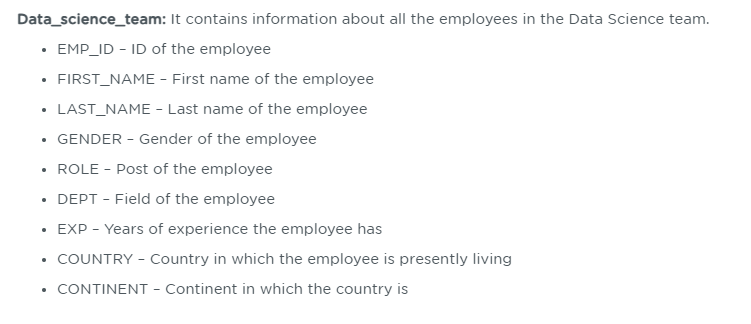 Data_science_team: It contains information about all the employees in the Data Science team.
• EMP_ID – ID of the employee
• FIRST_NAME – First name of the employee
• LAST_NAME – Last name of the employee
• GENDER – Gender of the employee
• ROLE – Post of the employee
• DEPT – Field of the employee
• EXP – Years of experience the employee has
• COUNTRY – Country in which the employee is presently living
• CONTINENT – Continent in which the country is